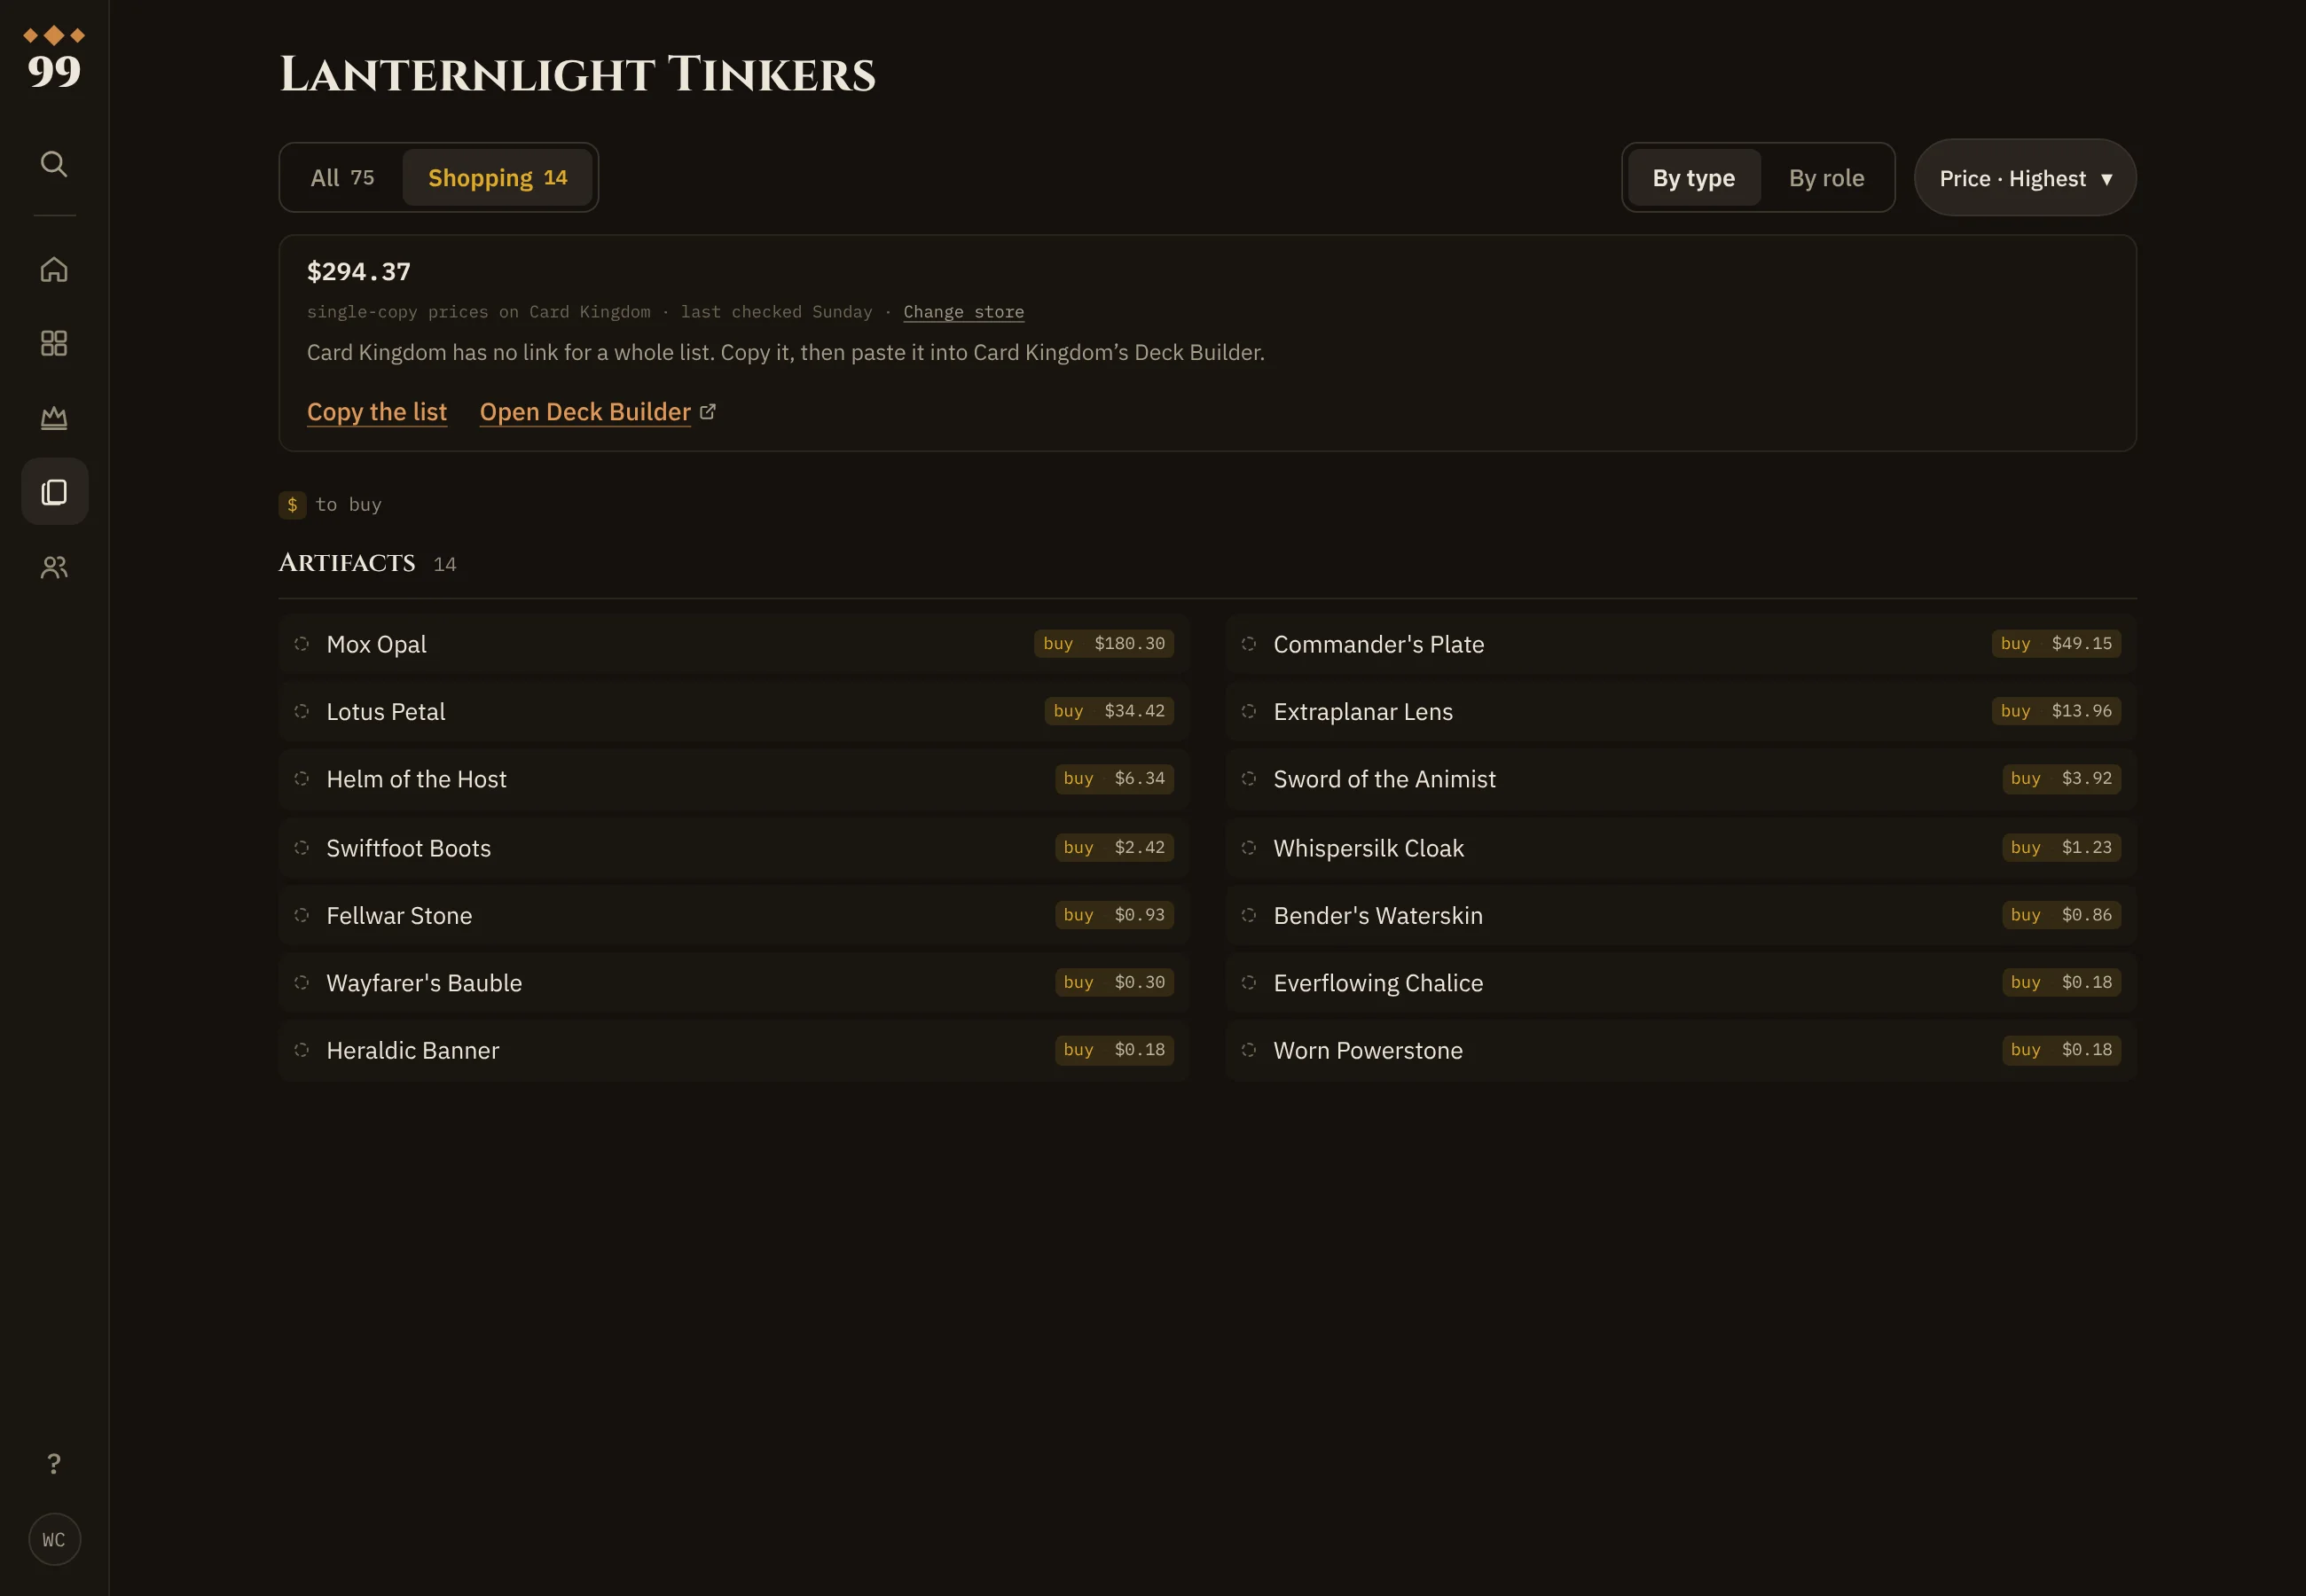 99
Lanternlight Tinkers
All 75 Shopping 14
By type By role Price · Highest ▾
$294.37
single-copy prices on Card Kingdom · last checked Sunday · Change store
Card Kingdom has no link for a whole list. Copy it, then paste it into Card Kingdom’s Deck Builder.
Copy the list Open Deck Builder
$ to buy
Artifacts 14
Mox Opal buy $180.30
Commander's Plate buy $49.15
Lotus Petal buy $34.42
Extraplanar Lens buy $13.96
Helm of the Host buy $6.34
Sword of the Animist buy $3.92
Swiftfoot Boots buy $2.42
Whispersilk Cloak buy $1.23
Fellwar Stone buy $0.93
Bender's Waterskin buy $0.86
Wayfarer's Bauble buy $0.30
Everflowing Chalice buy $0.18
Heraldic Banner buy $0.18
Worn Powerstone buy $0.18
?
WC